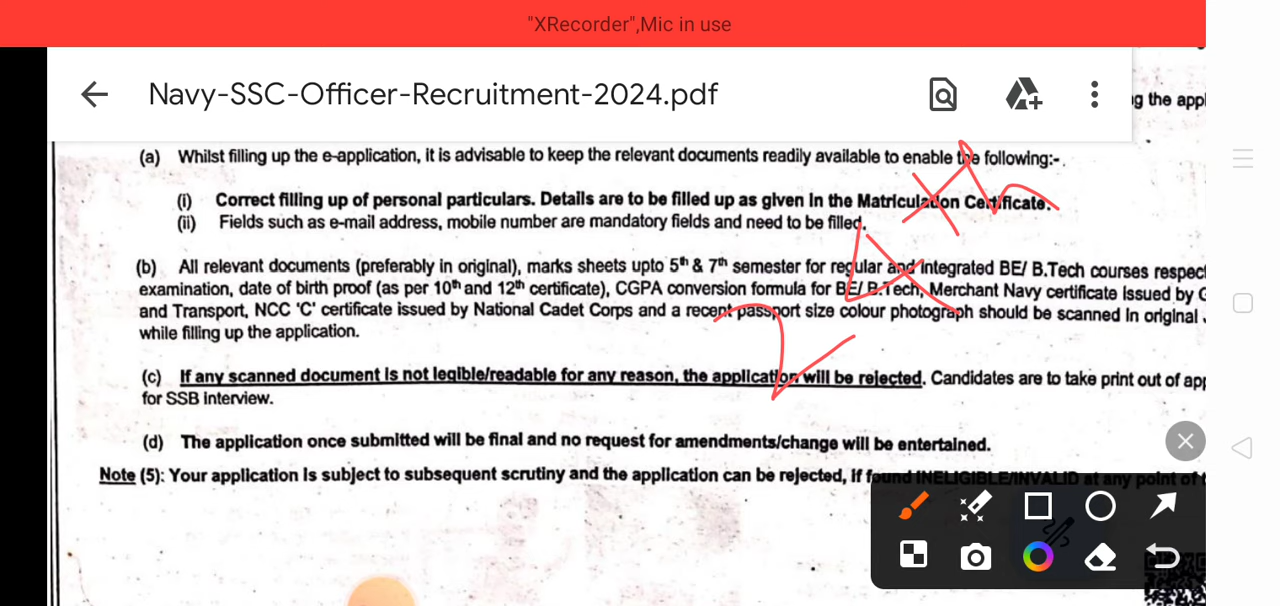 "XRecorder",Mic in use
Navy-SSC-Officer-Recruitment-2024.pdf
g the appl
(a) Whilst filling up the e-application, it is advisable to keep the relevant documents readily available to enable the following:-.
(i) Correct filling up of personal particulars. Details are to be filled up as given in the Matriculation Certificate.
(ii) Fields such as e-mail address, mobile number are mandatory fields and need to be filled.
(b) All relevant documents (preferably in original), marks sheets upto 5th & 7th semester for regular and integrated BE/ B.Tech courses respect
examination, date of birth proof (as per 10th and 12th certificate), CGPA conversion formula for BE/ B.Tech, Merchant Navy certificate issued by G
and Transport, NCC 'C' certificate issued by National Cadet Corps and a recent passport size colour photograph should be scanned in original
while filling up the application.
(c) If any scanned document is not legible/readable for any reason, the application will be rejected. Candidates are to take print out of app
for SSB interview.
(d) The application once submitted will be final and no request for amendments/change will be entertained.
Note (5): Your application is subject to subsequent scrutiny and the application can be rejected, if found INELIGIBLE/INVALID at any point of t